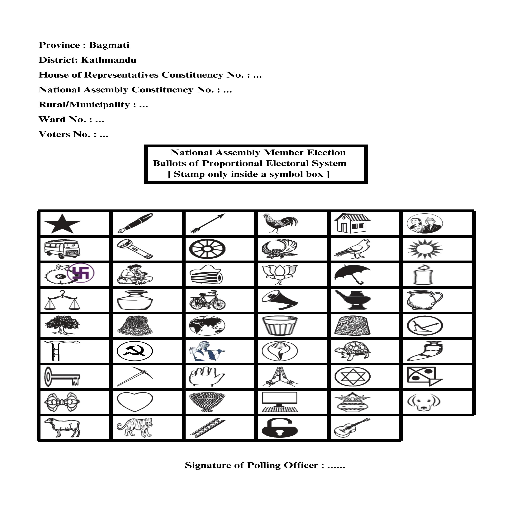 Province : Bagmati
District: Kathmandu
House of Representatives Constituency No. : ...
National Assembly Constituency No. : ...
Rural/Municipality : ...
Ward No. : ...
Voters No. : ...
National Assembly Member Election
Ballots of Proportional Electoral System
[ Stamp only inside a symbol box ]
Signature of Polling Officer : ......